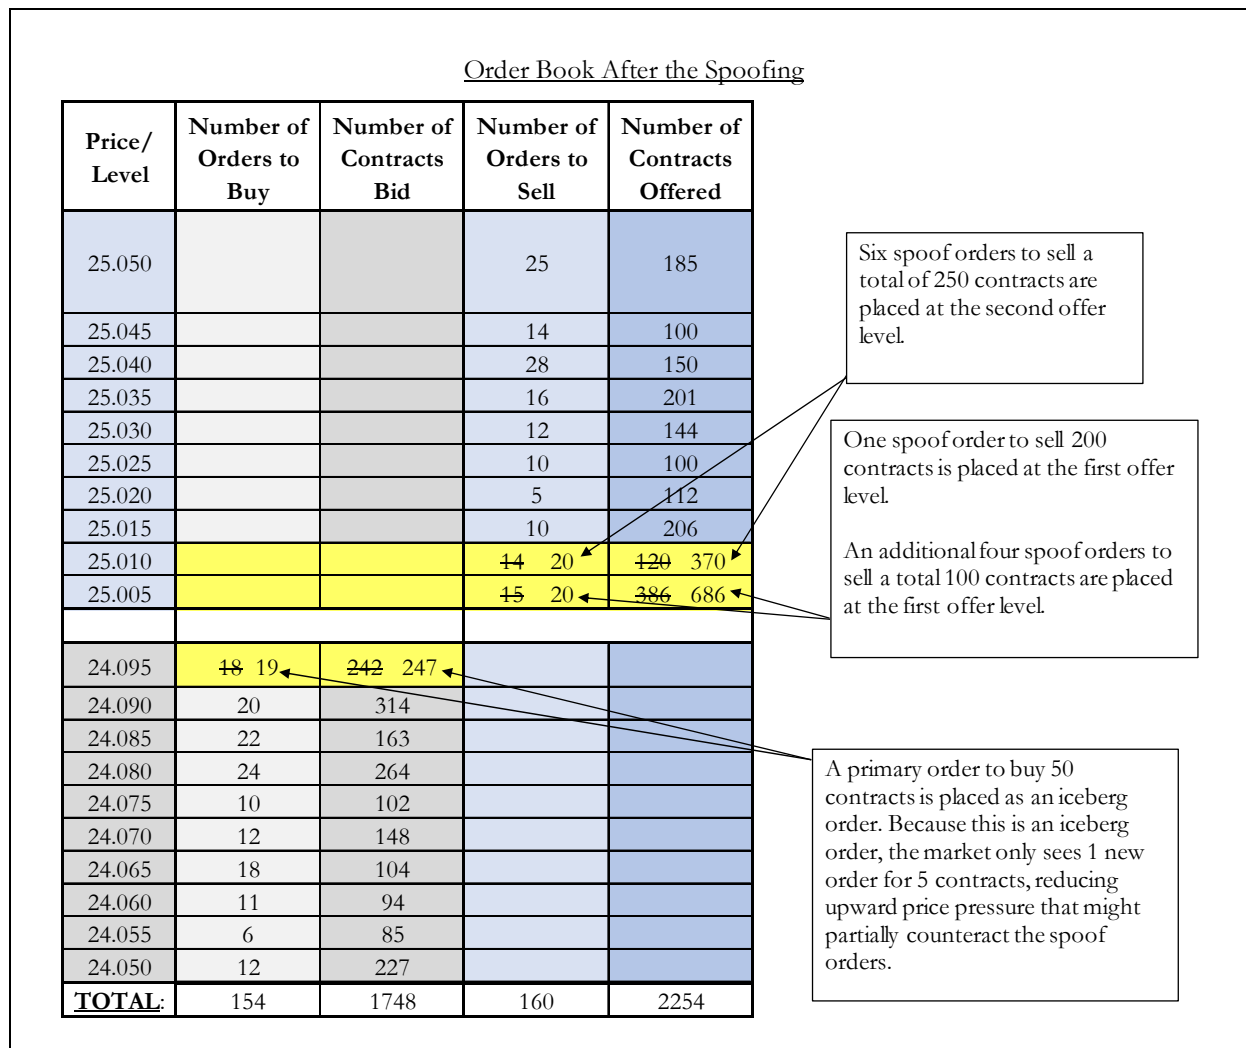 Order Book After the Spoofing
Price/ Level | Number of Orders to Buy | Number of Contracts Bid | Number of Orders to Sell | Number of Contracts Offered
25.050 25 185
25.045 14 100
25.040 28 150
25.035 16 201
25.030 12 144
25.025 10 100
25.020 5 112
25.015 10 206
25.010 14 20 120 370
25.005 15 20 386 686
24.095 18 19 242 247
24.090 20 314
24.085 22 163
24.080 24 264
24.075 10 102
24.070 12 148
24.065 18 104
24.060 11 94
24.055 6 85
24.050 12 227
TOTAL: 154 1748 160 2254
Six spoof orders to sell a
total of 250 contracts are
placed at the second offer
level.
One spoof order to sell 200
contracts is placed at the first offer
level.
An additional four spoof orders to
sell a total 100 contracts are placed
at the first offer level.
A primary order to buy 50
contracts is placed as an iceberg
order. Because this is an iceberg
order, the market only sees 1 new
order for 5 contracts, reducing
upward price pressure that might
partially counteract the spoof
orders.